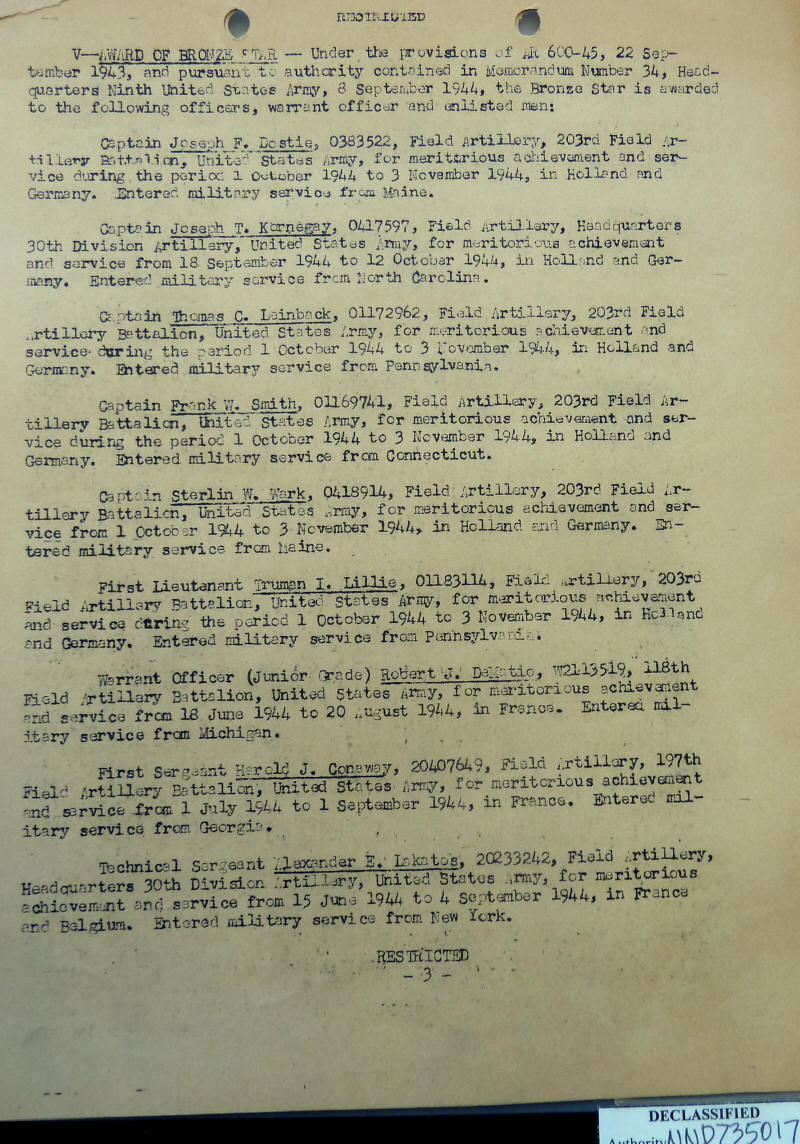 RESTRICTED
V—AWARD OF BRONZE STAR — Under the provisions of AR 600-45, 22 Sep-
tember 1943, and pursuant to authority contained in Memorandum Number 34, Head-
quarters Ninth United States Army, 8 September 1944, the Bronze Star is awarded
to the following officers, warrant officer and enlisted men:
Captain Joseph F. Dostie, 0383522, Field Artillery, 203rd Field Ar-
tillery Battalion, United States Army, for meritorious achievement and ser-
vice during the period 1 October 1944 to 3 November 1944, in Holland and
Germany. Entered military service from Maine.
Captain Joseph T. Kornegay, 0417597, Field Artillery, Headquarters
30th Division Artillery, United States Army, for meritorious achievement
and service from 18 September 1944 to 12 October 1944, in Holland and Ger-
many. Entered military service from North Carolina.
Captain Thomas C. Leinback, 01172962, Field Artillery, 203rd Field
Artillery Battalion, United States Army, for meritorious achievement and
service during the period 1 October 1944 to 3 November 1944, in Holland and
Germany. Entered military service from Pennsylvania.
Captain Frank W. Smith, 01169741, Field Artillery, 203rd Field Ar-
tillery Battalion, United States Army, for meritorious achievement and ser-
vice during the period 1 October 1944 to 3 November 1944, in Holland and
Germany. Entered military service from Connecticut.
Captain Sterlin W. Wark, 0418914, Field Artillery, 203rd Field Ar-
tillery Battalion, United States Army, for meritorious achievement and ser-
vice from 1 October 1944 to 3 November 1944, in Holland and Germany. En-
tered military service from Maine.
First Lieutenant Truman I. Lillie, 01183114, Field Artillery, 203rd
Field Artillery Battalion, United States Army, for meritorious achievement
and service during the period 1 October 1944 to 3 November 1944, in Holland
and Germany. Entered military service from Pennsylvania.
Warrant Officer (Junior Grade) Robert J. DeMatio, W2113519, 118th
Field Artillery Battalion, United States Army, for meritorious achievement
and service from 18 June 1944 to 20 August 1944, in France. Entered mil-
itary service from Michigan.
First Sergeant Harold J. Conaway, 20407649, Field Artillery, 197th
Field Artillery Battalion, United States Army, for meritorious achievement
and service from 1 July 1944 to 1 September 1944, in France. Entered mil-
itary service from Georgia.
Technical Sergeant Alexander E. Lakatos, 20233242, Field Artillery,
Headquarters 30th Division Artillery, United States Army, for meritorious
achievement and service from 15 June 1944 to 4 September 1944, in France
and Belgium. Entered military service from New York.
RESTRICTED
- 3 -
DECLASSIFIED
Authority NND735017